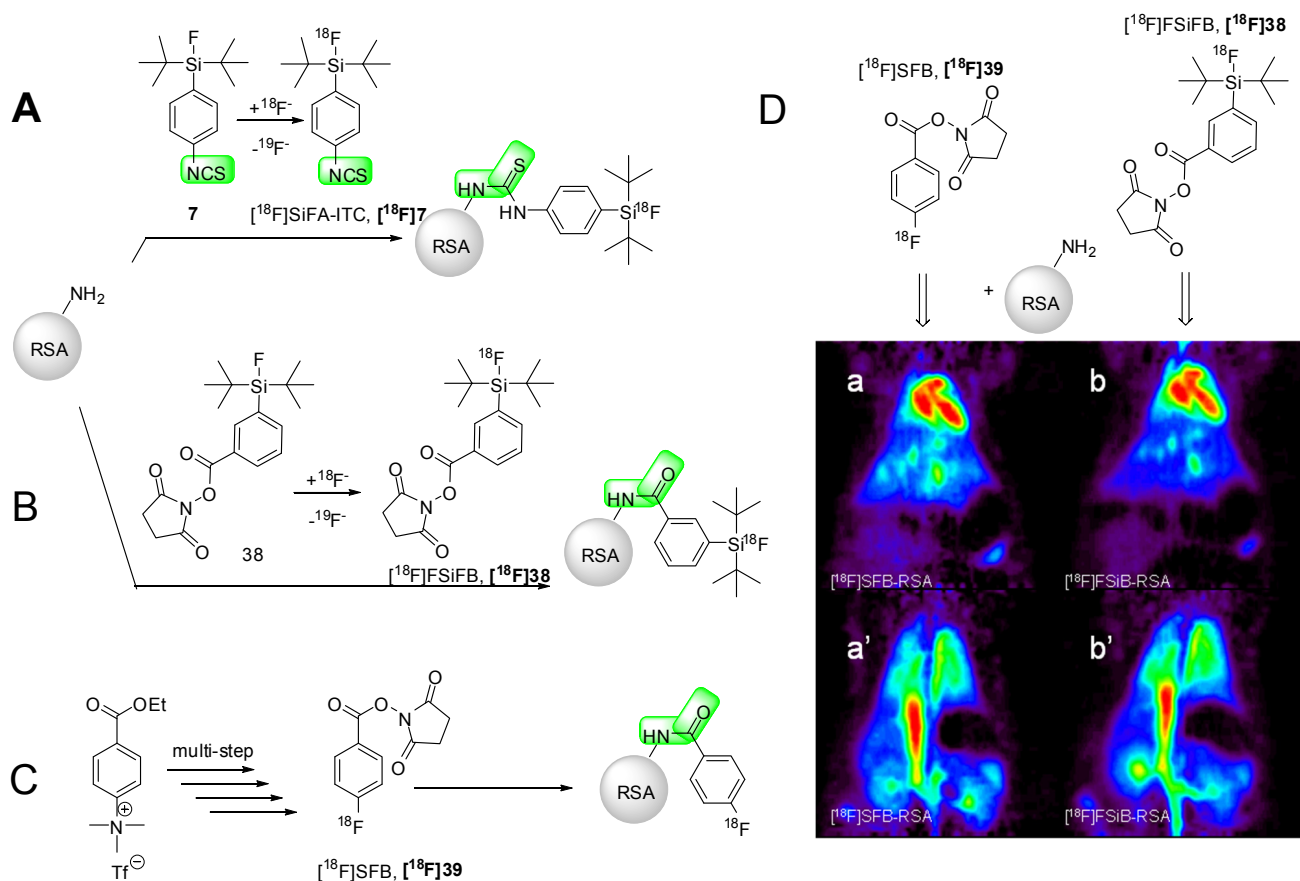 A
F
Si
NCS
7
+¹⁸F⁻
-¹⁹F⁻
¹⁸F
Si
NCS
[¹⁸F]SiFA-ITC, [¹⁸F]7
RSA
NH₂
HN
S
HN
Si¹⁸F
RSA
B
F
Si
O
O
O
N
O
38
+¹⁸F⁻
-¹⁹F⁻
¹⁸F
Si
O
O
O
N
O
[¹⁸F]FSiFB, [¹⁸F]38
HN
O
Si¹⁸F
RSA
C
O
OEt
N
+
Tf⊖
multi-step
O
O
N
O
O
¹⁸F
[¹⁸F]SFB, [¹⁸F]39
HN
O
RSA
¹⁸F
D
[¹⁸F]SFB, [¹⁸F]39
O
O
N
O
O
¹⁸F
[¹⁸F]FSiFB, [¹⁸F]38
¹⁸F
Si
O
O
O
N
O
+
NH₂
RSA
a
[¹⁸F]SFB-RSA
b
[¹⁸F]FSiB-RSA
a'
[¹⁸F]SFB-RSA
b'
[¹⁸F]FSiB-RSA